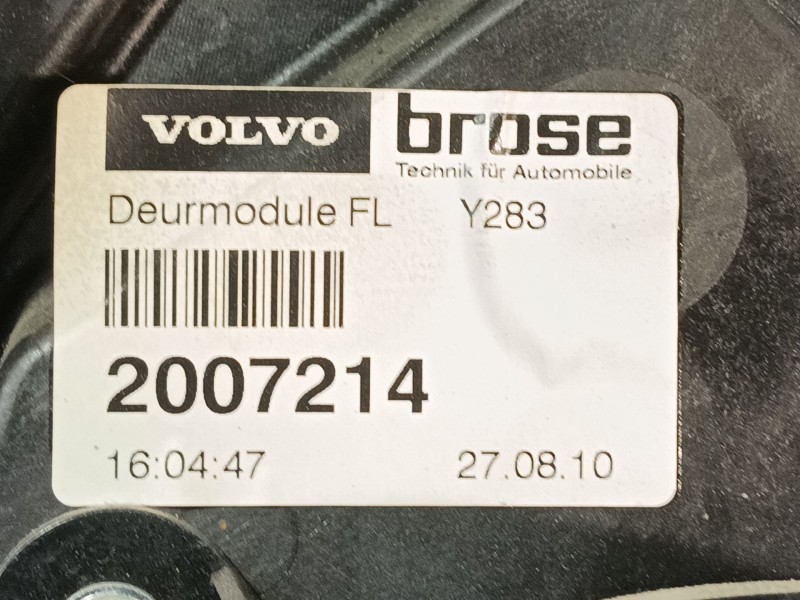 VOLVO brose
Technik für Automobile
Deurmodule FL Y283
2007214
16:04:47 27.08.10